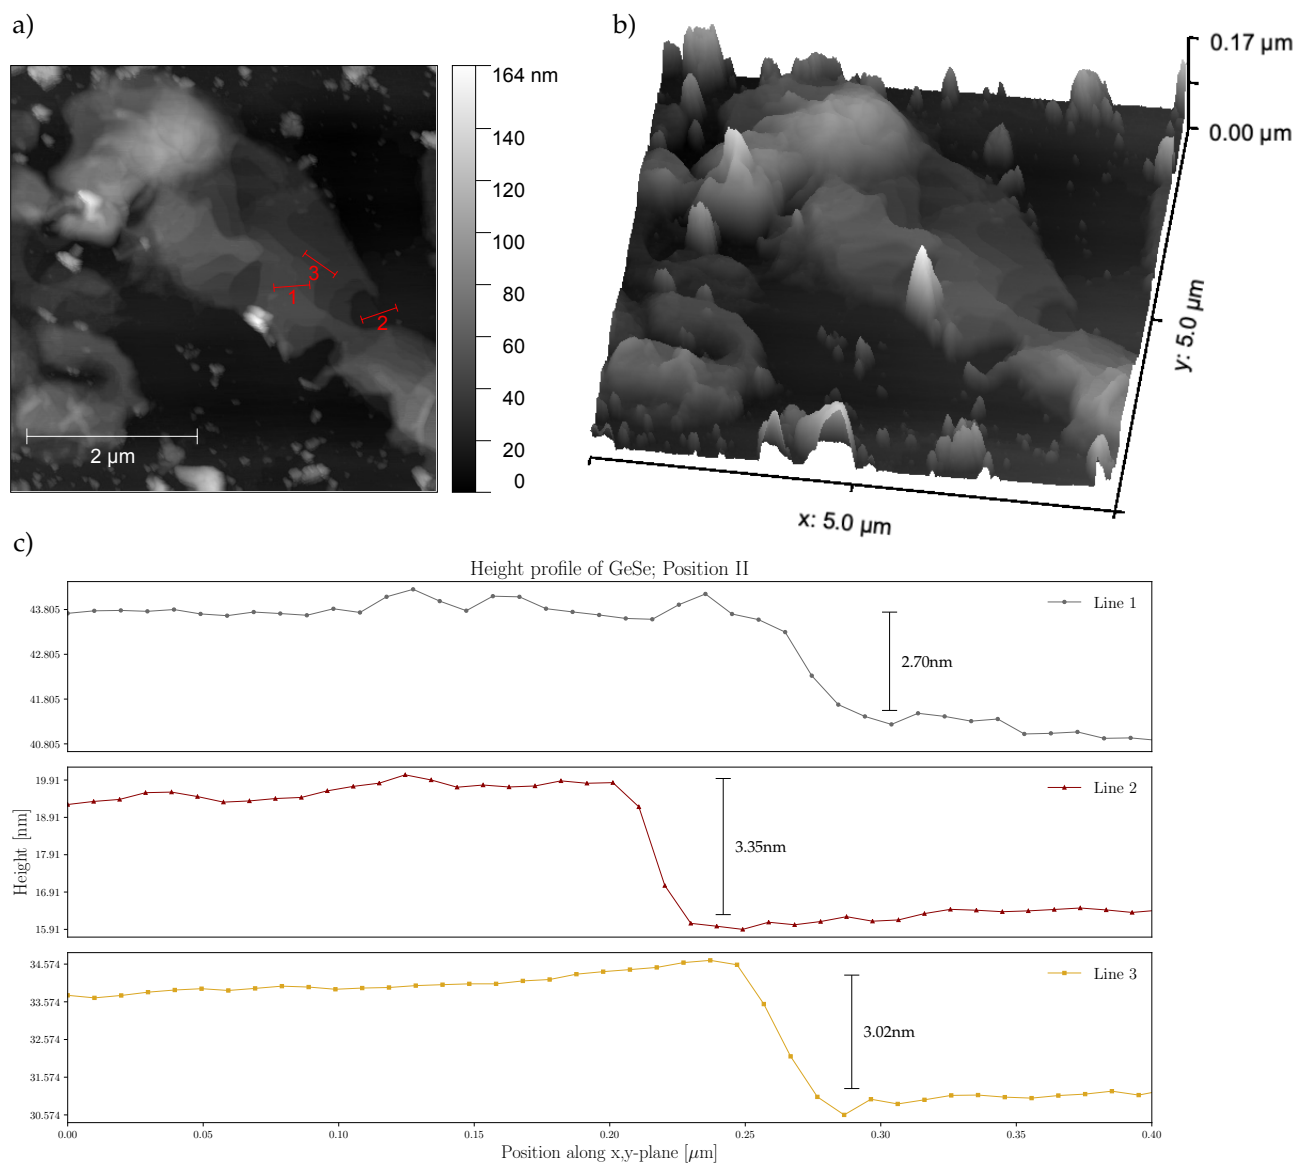 a)
164 nm
140
120
100
80
60
40
20
0
3
1
2
2 µm
b)
0.17 µm
0.00 µm
y: 5.0 µm
x: 5.0 µm
c)
Height profile of GeSe; Position II
43.805
42.805
41.805
40.805
Line 1
2.70nm
19.91
18.91
17.91
16.91
15.91
Line 2
3.35nm
Height [nm]
34.574
33.574
32.574
31.574
30.574
Line 3
3.02nm
0.00 0.05 0.10 0.15 0.20 0.25 0.30 0.35 0.40
Position along x,y-plane [µm]